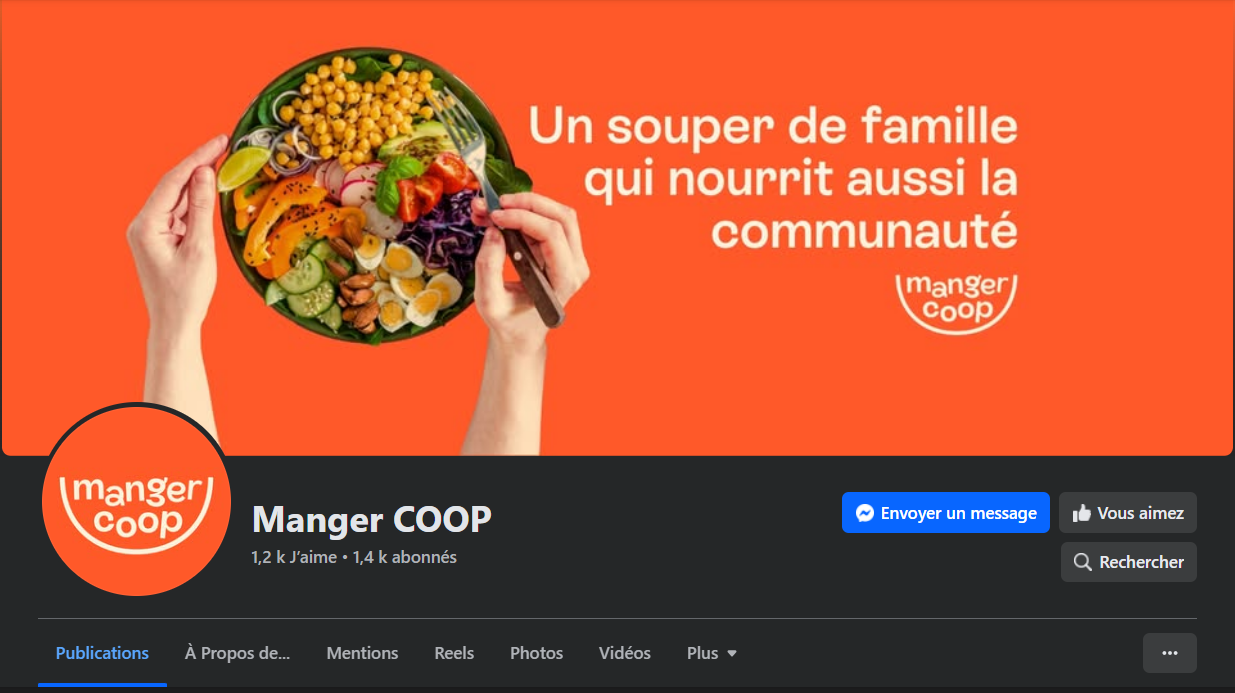 Un souper de famille
qui nourrit aussi la
communauté
manger
coop
manger
coop
Manger COOP
1,2 k J’aime • 1,4 k abonnés
Envoyer un message
Vous aimez
Rechercher
Publications
À Propos de...
Mentions
Reels
Photos
Vidéos
Plus